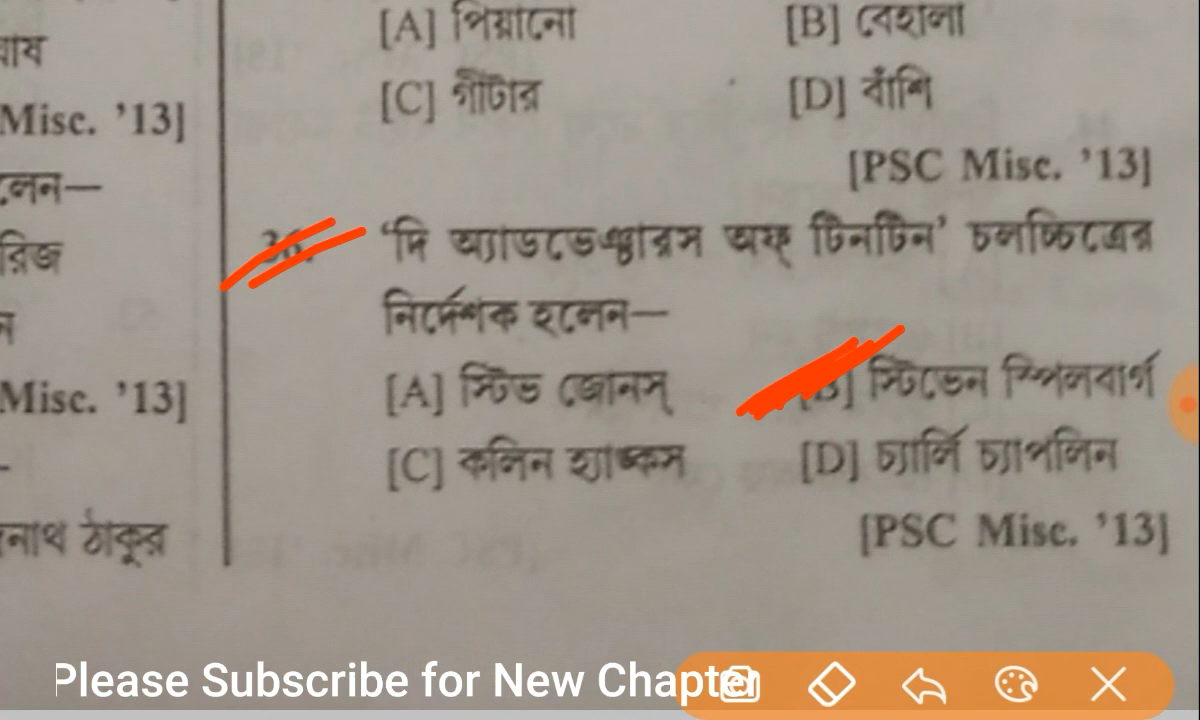 [A] পিয়ানো [B] বেহালা
[C] গীটার [D] বাঁশি
[PSC Misc. ’13]
36. ‘দি অ্যাডভেঞ্চারস অফ্ টিনটিন’ চলচ্চিত্রের
নির্দেশক হলেন—
[A] স্টিভ জোনস্ [B] স্টিভেন স্পিলবার্গ
[C] কলিন হ্যাঙ্কস [D] চার্লি চ্যাপলিন
[PSC Misc. ’13]
Misc. ’13]
লেন—
রিজ
Misc. ’13]
নাথ ঠাকুর
Please Subscribe for New Chapter